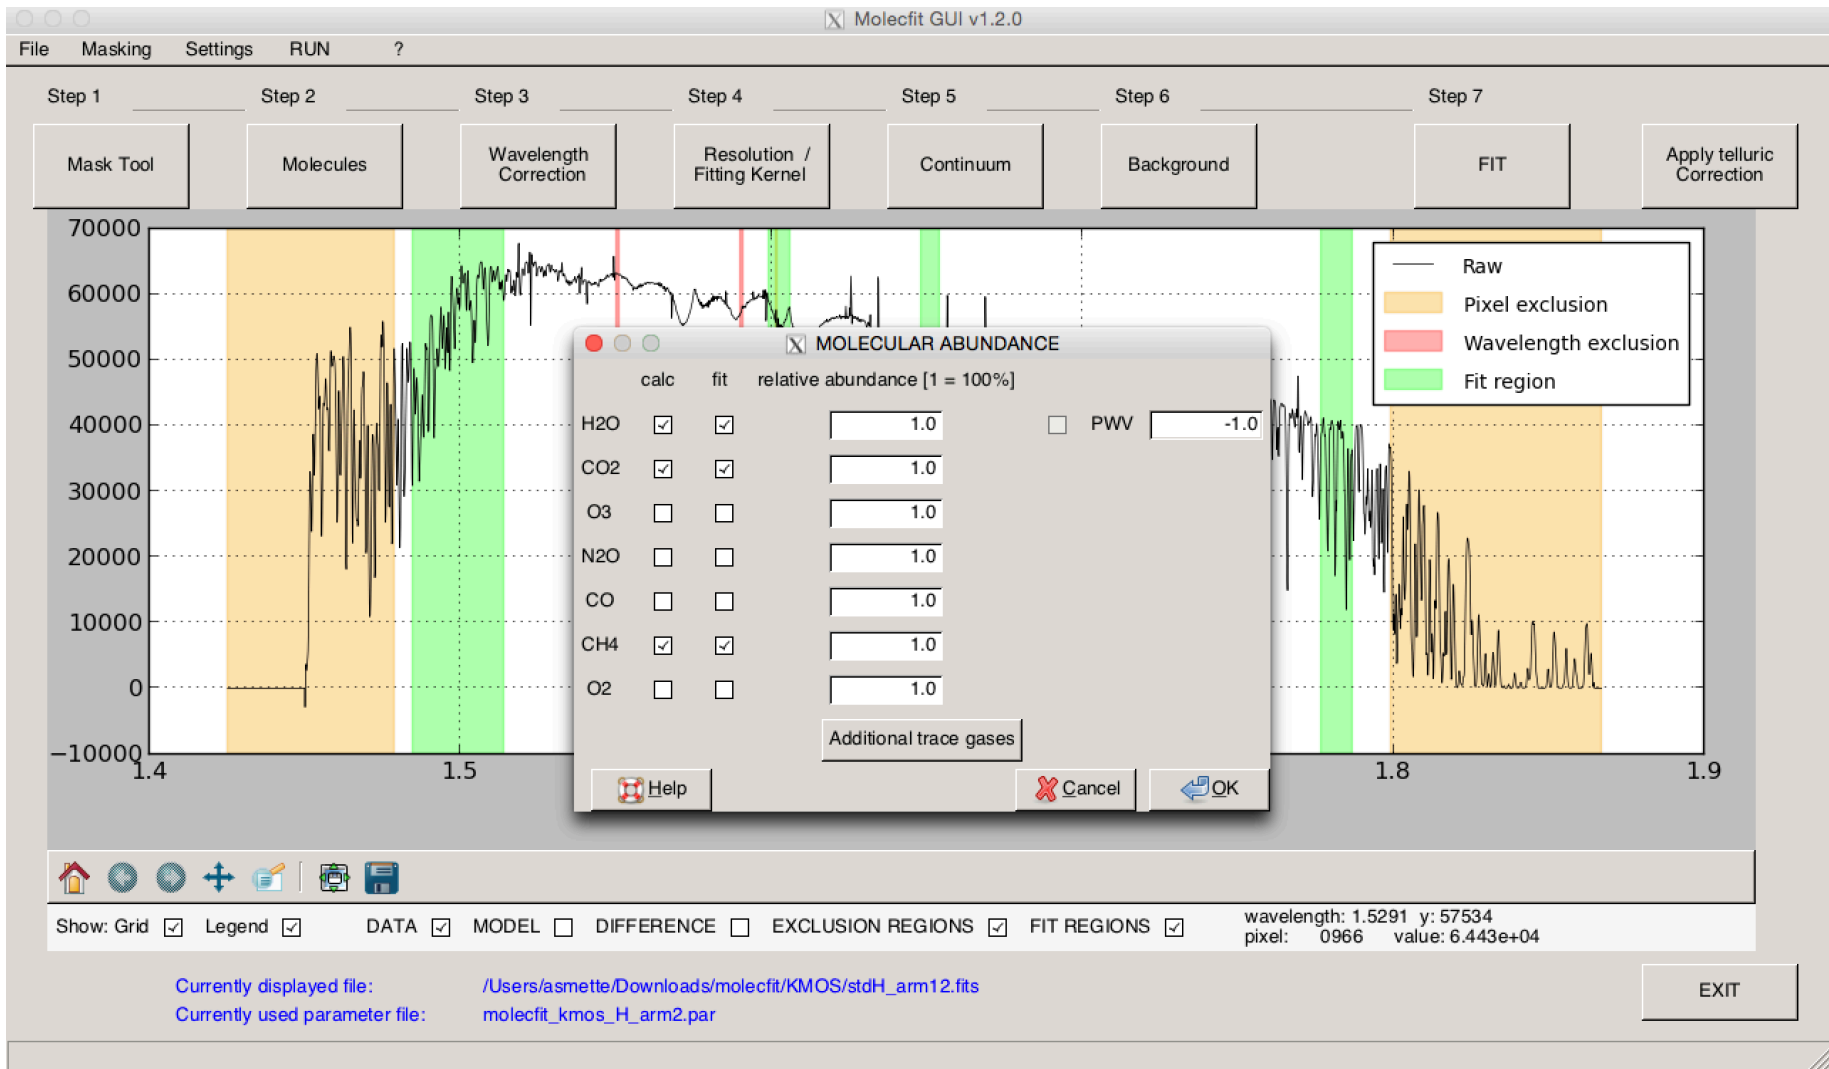 Molecfit GUI v1.2.0
File Masking Settings RUN ?
Step 1 Step 2 Step 3 Step 4 Step 5 Step 6 Step 7
Mask Tool
Molecules
Wavelength
Correction
Resolution /
Fitting Kernel
Continuum
Background
FIT
Apply telluric
Correction
70000
60000
50000
40000
30000
20000
10000
0
−10000
1.4 1.5 1.8 1.9
Raw
Pixel exclusion
Wavelength exclusion
Fit region
MOLECULAR ABUNDANCE
calc fit relative abundance [1 = 100%]
H2O 1.0 PWV -1.0
CO2 1.0
O3 1.0
N2O 1.0
CO 1.0
CH4 1.0
O2 1.0
Additional trace gases
Help Cancel OK
Show: Grid Legend DATA MODEL DIFFERENCE EXCLUSION REGIONS FIT REGIONS
wavelength: 1.5291 y: 57534
pixel: 0966 value: 6.443e+04
Currently displayed file: /Users/asmette/Downloads/molecfit/KMOS/stdH_arm12.fits
Currently used parameter file: molecfit_kmos_H_arm2.par
EXIT